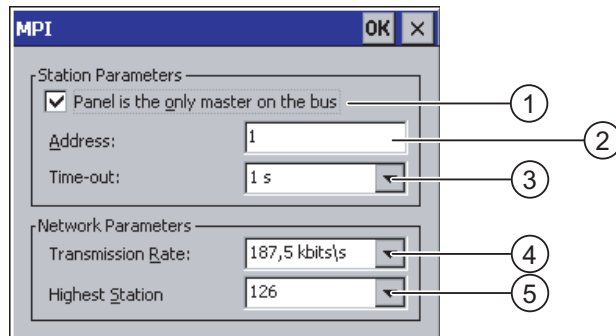 MPI OK ×
Station Parameters
Panel is the only master on the bus 1
Address: 1 2
Time-out: 1 s 3
Network Parameters
Transmission Rate: 187,5 kbits\s 4
Highest Station 126 5